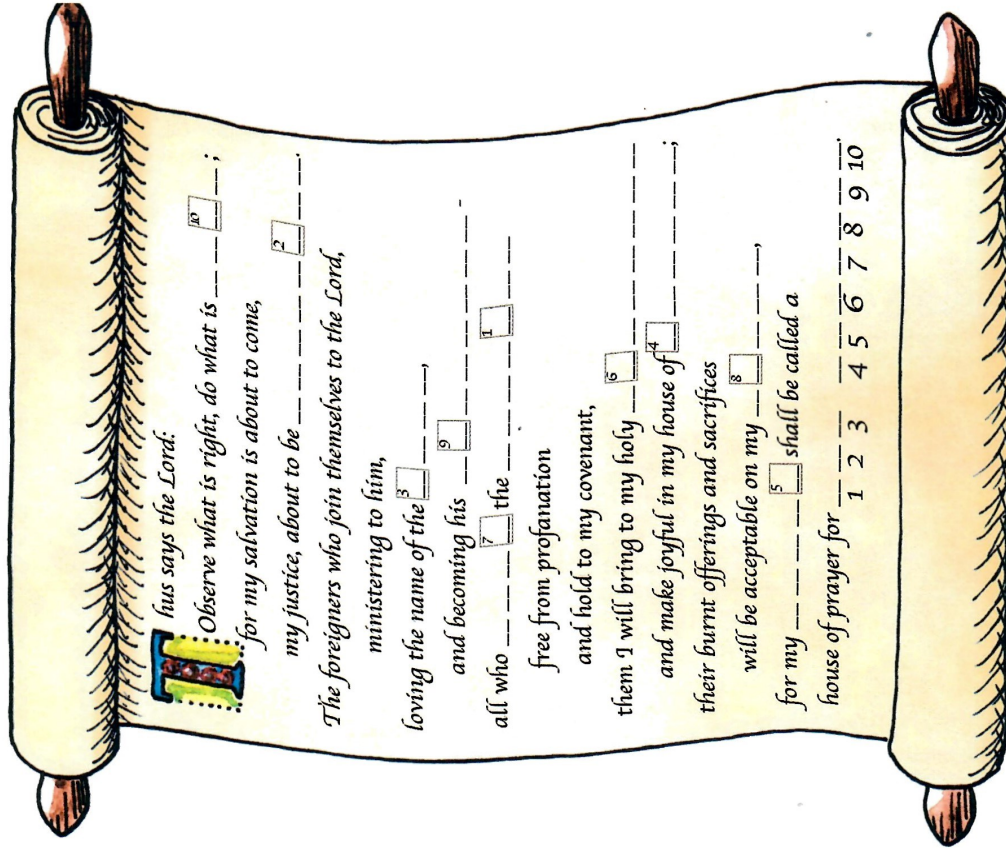 Thus says the Lord:
Observe what is right, do what is _ _ _ _ 10 _ _;
for my salvation is about to come,
my justice, about to be _ _ _ _ _ _ 2 _ _ _.
The foreigners who join themselves to the Lord,
ministering to him,
loving the name of the 3 _ _ _ _,
and becoming his _ 9 _ _ _ _ _ _ _ _
all who _ _ _ _ 7 the _ _ _ _ _ 1 _ _
free from profanation
and hold to my covenant,
them I will bring to my holy _ 6 _ _ _ _ _ _ _ _
and make joyful in my house of 4 _ _ _ _ _ _;
their burnt offerings and sacrifices
will be acceptable on my _ 8 _ _ _ _,
for my _ _ _ _ 5 shall be called a
house of prayer for _ _ _ _ _ _ _ _ _ _.
1 2 3 4 5 6 7 8 9 10